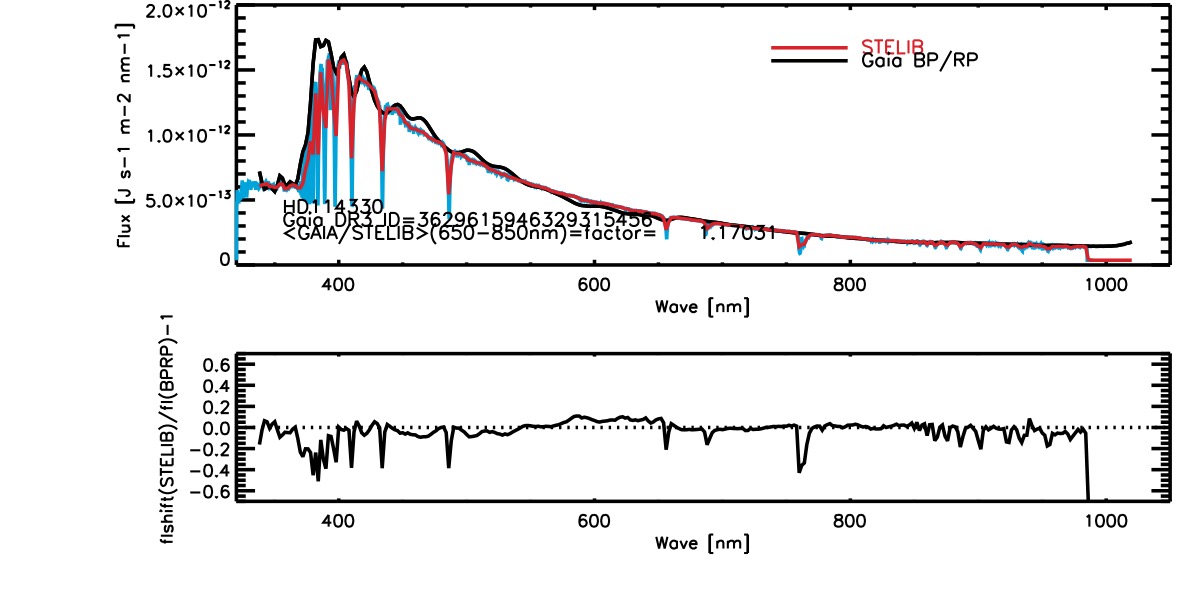 2.0×10−12
1.5×10−12
1.0×10−12
5.0×10−13
0
Flux [J s−1 m−2 nm−1]
STELIB
Gaia BP/RP
HD114330
Gaia DR3 ID=3629615946329315456
<GAIA/STELIB>(650−850nm)=factor= 1.17031
400 600 800 1000
Wave [nm]
flshift(STELIB)/fl(BPRP)−1
0.6
0.4
0.2
0.0
−0.2
−0.4
−0.6
400 600 800 1000
Wave [nm]